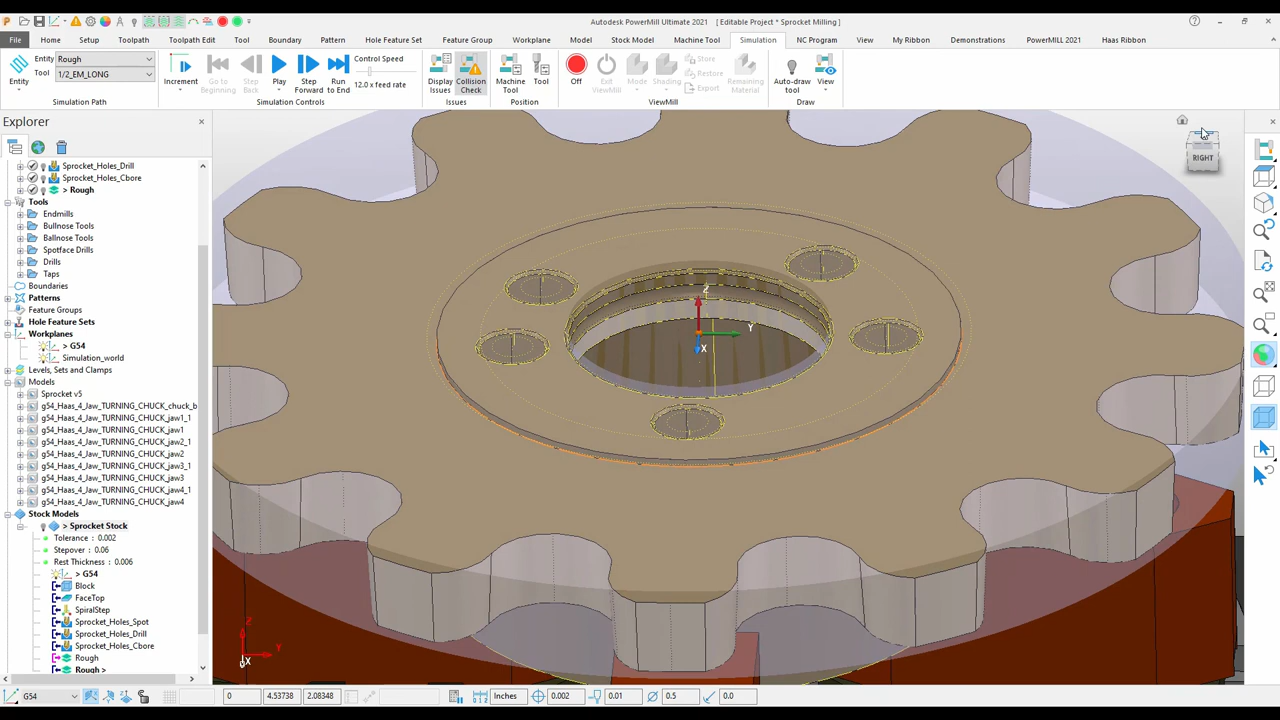 Autodesk PowerMill Ultimate 2021 [ Editable Project * Sprocket Milling ]
File Home Setup Toolpath Toolpath Edit Tool Boundary Pattern Hole Feature Set Feature Group Workplane Model Stock Model Machine Tool Simulation NC Program View My Ribbon Demonstrations PowerMILL 2021 Haas Ribbon
Entity
Entity Rough
Tool 1/2_EM_LONG
Simulation Path
Increment
Go to Beginning
Step Back
Play
Step Forward
Run to End
Control Speed
12.0 x feed rate
Simulation Controls
Display Issues
Collision Check
Issues
Machine Tool
Tool
Position
Off
Exit ViewMill
Mode
Shading
Store
Restore
Export
Remaining Material
ViewMill
Auto-draw tool
View
Draw
Explorer
Sprocket_Holes_Drill
Sprocket_Holes_Cbore
> Rough
Tools
Endmills
Bullnose Tools
Ballnose Tools
Spotface Drills
Drills
Taps
Boundaries
Patterns
Feature Groups
Hole Feature Sets
Workplanes
> G54
Simulation_world
Levels, Sets and Clamps
Models
Sprocket v5
g54_Haas_4_Jaw_TURNING_CHUCK_chuck_b
g54_Haas_4_Jaw_TURNING_CHUCK_jaw1_1
g54_Haas_4_Jaw_TURNING_CHUCK_jaw1
g54_Haas_4_Jaw_TURNING_CHUCK_jaw2_1
g54_Haas_4_Jaw_TURNING_CHUCK_jaw2
g54_Haas_4_Jaw_TURNING_CHUCK_jaw3_1
g54_Haas_4_Jaw_TURNING_CHUCK_jaw3
g54_Haas_4_Jaw_TURNING_CHUCK_jaw4_1
g54_Haas_4_Jaw_TURNING_CHUCK_jaw4
Stock Models
> Sprocket Stock
Tolerance : 0.002
Stepover : 0.06
Rest Thickness : 0.006
> G54
Block
FaceTop
SpiralStep
Sprocket_Holes_Spot
Sprocket_Holes_Drill
Sprocket_Holes_Cbore
Rough
Rough >
RIGHT
Z
Y
X
Z
Y
X
G54 0 4.53738 2.08348 Inches 0.002 0.01 0.5 0.0